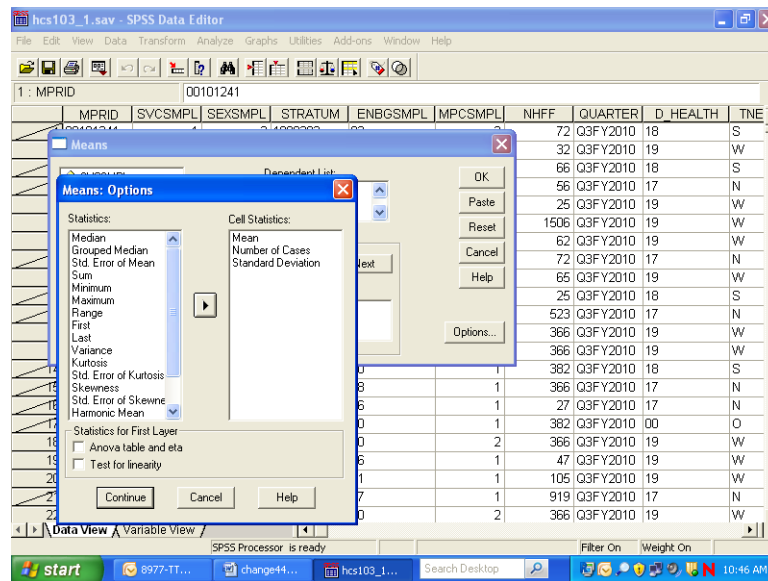 hcs103_1.sav - SPSS Data Editor
File Edit View Data Transform Analyze Graphs Utilities Add-ons Window Help
1 : MPRID 00101241
MPRID SVCSMPL SEXSMPL STRATUM ENBGSMPL MPCSMPL NHFF QUARTER D_HEALTH TNE
72 Q3FY2010 18 S
Means
32 Q3FY2010 19 W
Dependent List:
OK
66 Q3FY2010 18 S
Means: Options
56 Q3FY2010 17 N
Paste
25 Q3FY2010 19 W
Statistics: Cell Statistics:
Reset
1506 Q3FY2010 19 W
Median Mean
Grouped Median Number of Cases
Std. Error of Mean Standard Deviation
62 Q3FY2010 19 W
Cancel
Next
72 Q3FY2010 17 N
Sum
Minimum
Help
65 Q3FY2010 19 W
Maximum
25 Q3FY2010 18 S
Range
523 Q3FY2010 17 N
First
Last
Options...
366 Q3FY2010 19 W
Variance
366 Q3FY2010 19 W
Kurtosis
Std. Error of Kurtosis
1 382 Q3FY2010 18 S
Skewness
8 1 366 Q3FY2010 17 N
Std. Error of Skewne
Harmonic Mean
6 1 27 Q3FY2010 17 N
Statistics for First Layer
0 1 382 Q3FY2010 00 O
Anova table and eta
18 0 2 366 Q3FY2010 19 W
Test for linearity
6 1 47 Q3FY2010 19 W
1 1 105 Q3FY2010 19 W
Continue Cancel Help
7 1 919 Q3FY2010 17 N
0 2 366 Q3FY2010 19 W
Data View Variable View
SPSS Processor is ready Filter On Weight On
start 8977-TT... change44... hcs103_1... Search Desktop N 10:46 AM